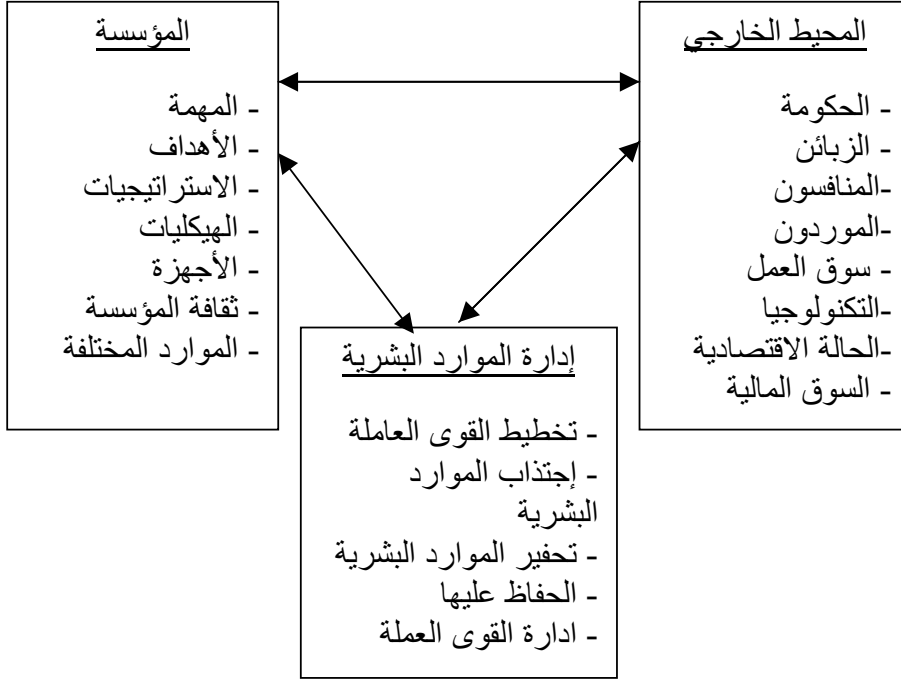 المحيط الخارجي
- الحكومة
- الزبائن
-المنافسون
-الموردون
- سوق العمل
-التكنولوجيا
-الحالة الاقتصادية
- السوق المالية
المؤسسة
- المهمة
- الأهداف
- الاستراتيجيات
- الهيكليات
- الأجهزة
- ثقافة المؤسسة
- الموارد المختلفة
إدارة الموارد البشرية
- تخطيط القوى العاملة
- إجتذاب الموارد
البشرية
- تحفير الموارد البشرية
- الحفاظ عليها
- ادارة القوى العملة